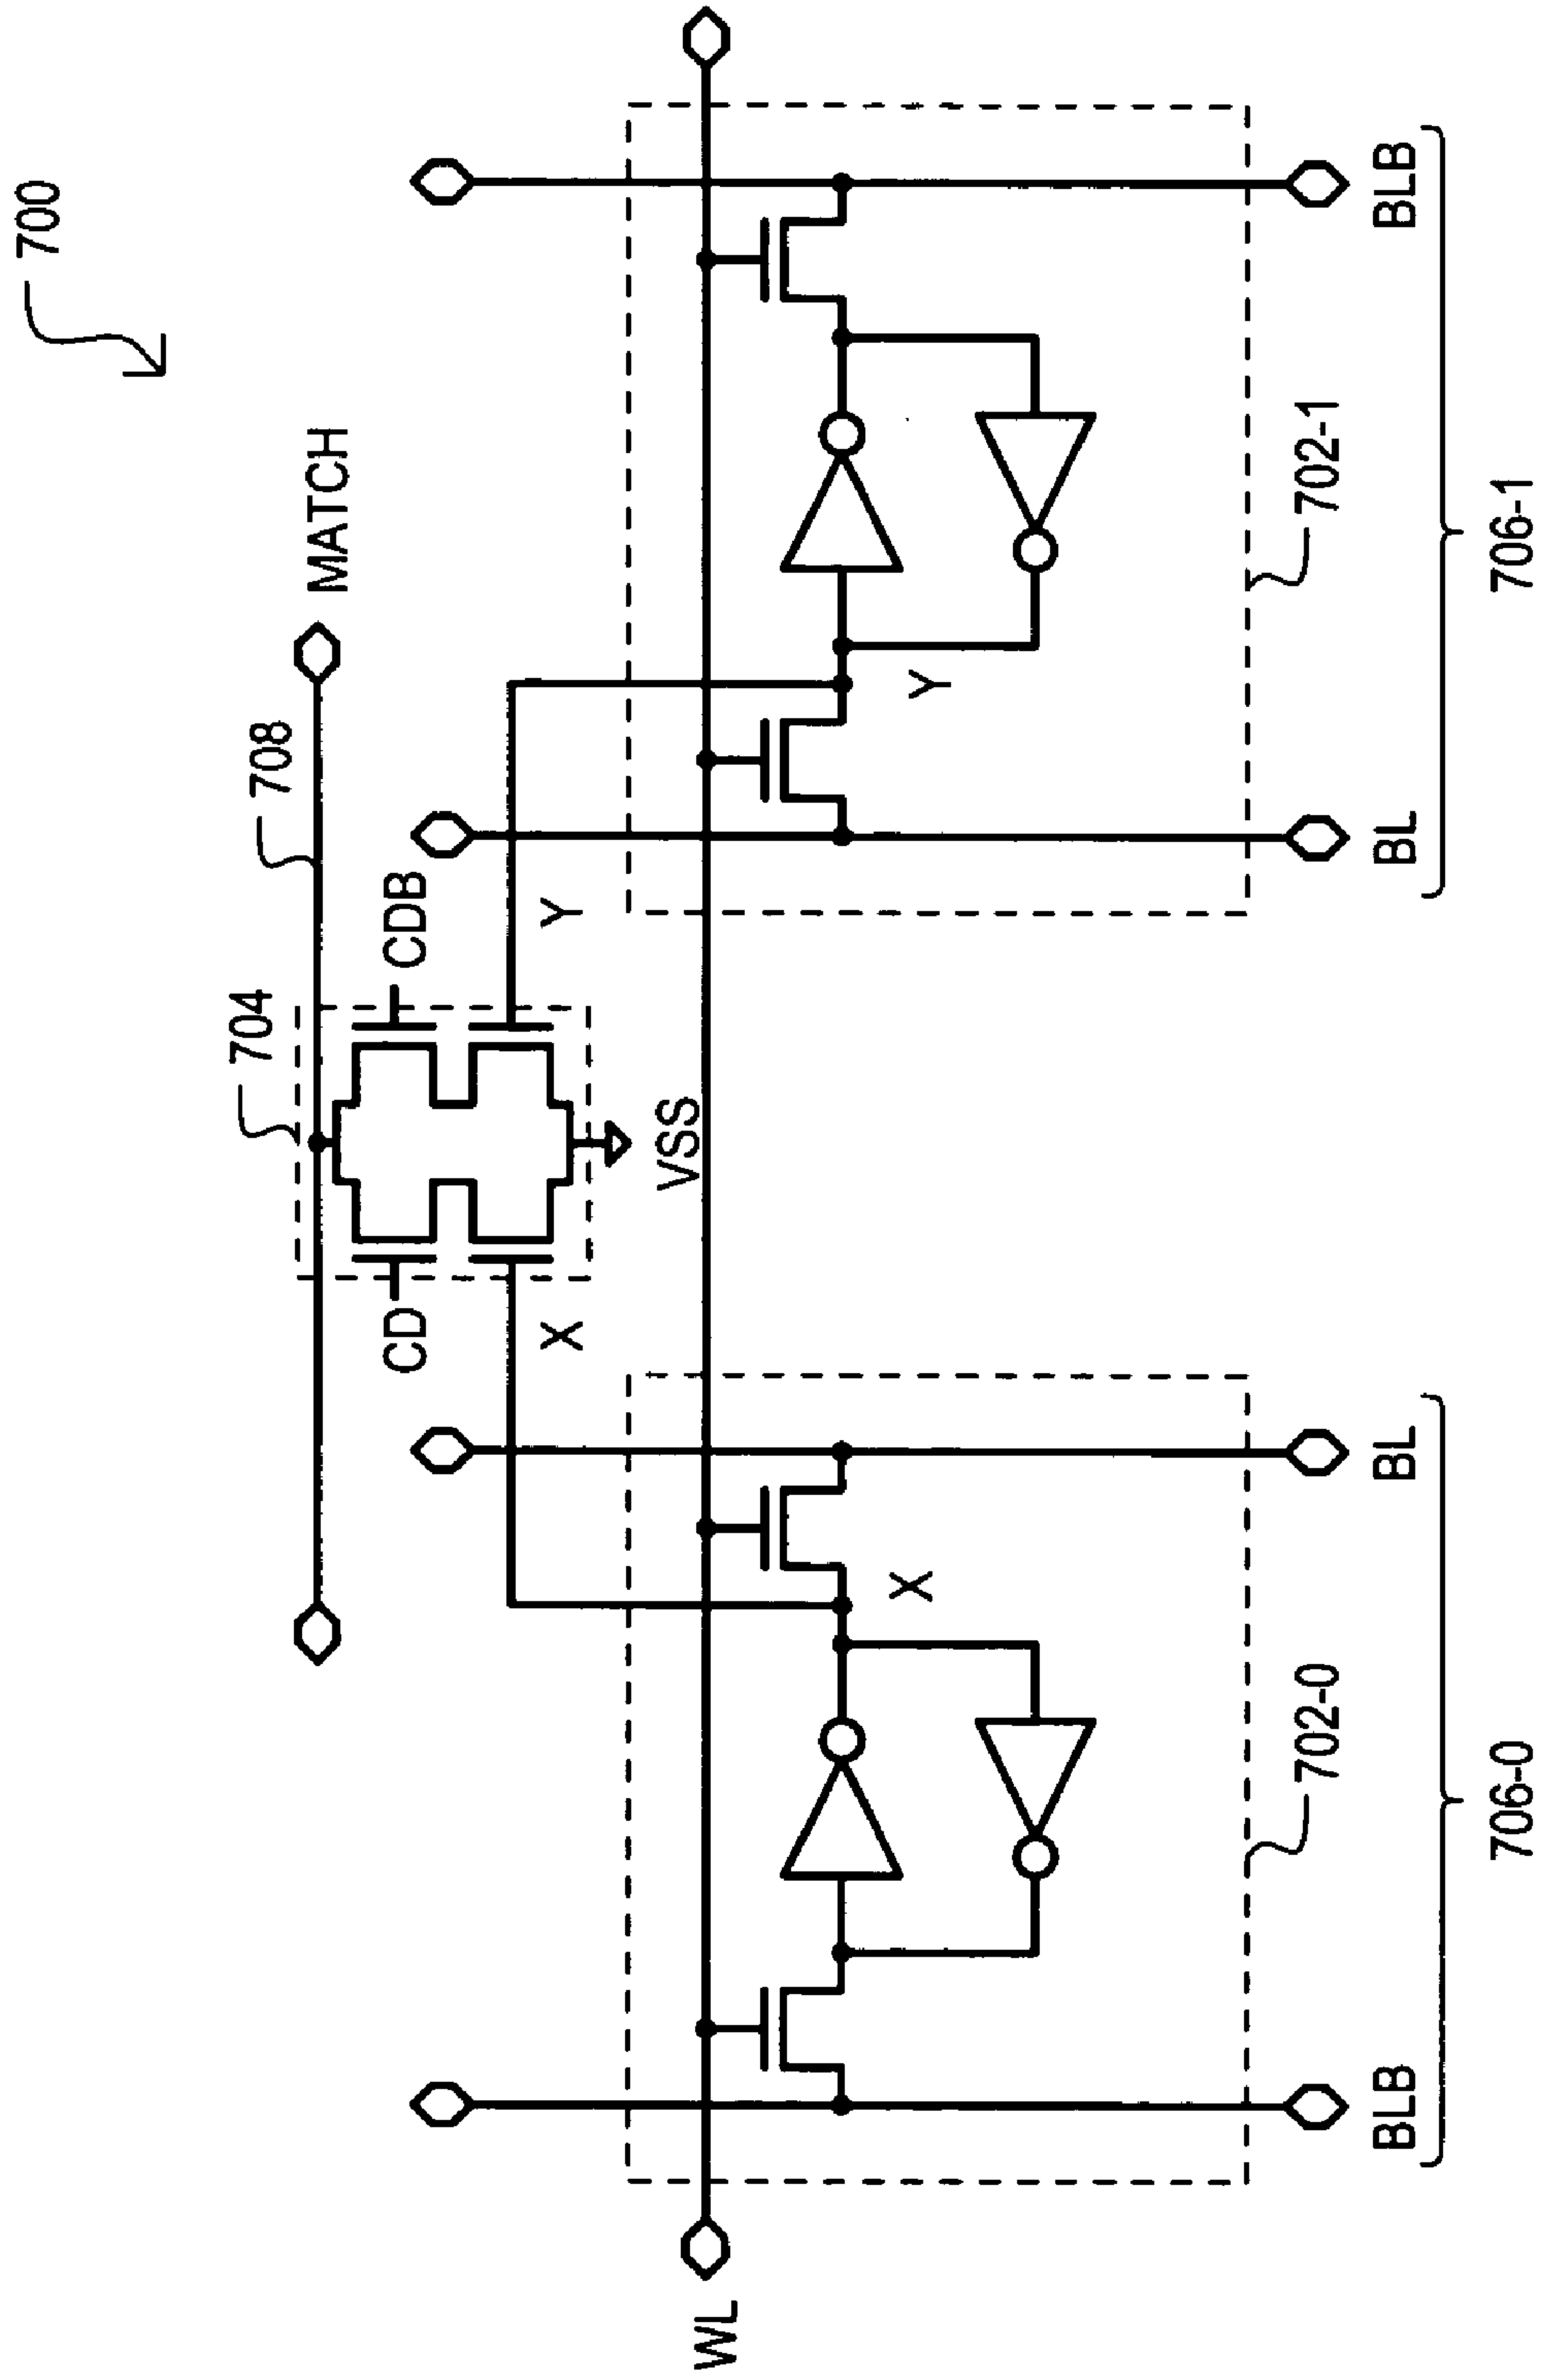 700
MATCH
708
704
CD
CDB
X
Y
VSS
WL
X
Y
702-0
702-1
BLB
BL
BL
BLB
706-0
706-1